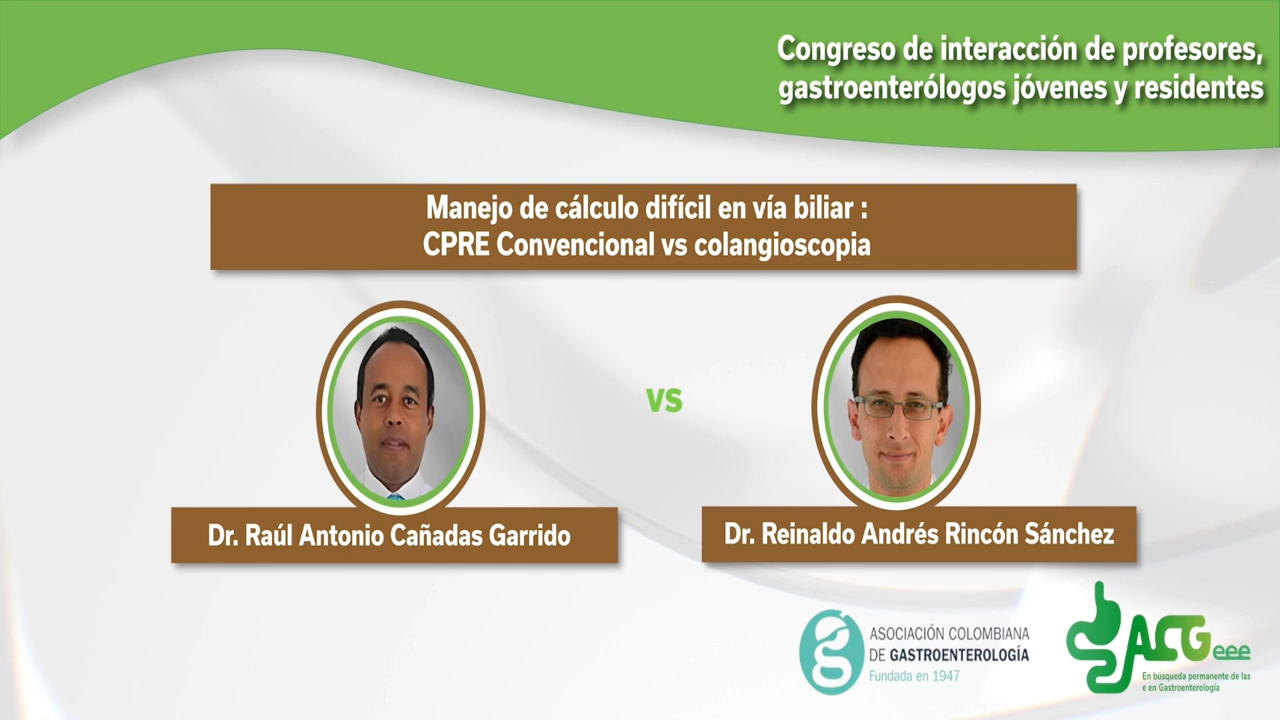 Congreso de interacción de profesores,
gastroenterólogos jóvenes y residentes
Manejo de cálculo difícil en vía biliar :
CPRE Convencional vs colangioscopia
vs
Dr. Raúl Antonio Cañadas Garrido
Dr. Reinaldo Andrés Rincón Sánchez
ASOCIACIÓN COLOMBIANA
DE GASTROENTEROLOGÍA
Fundada en 1947
ACG eee
En búsqueda permanente de las
e en Gastroenterología